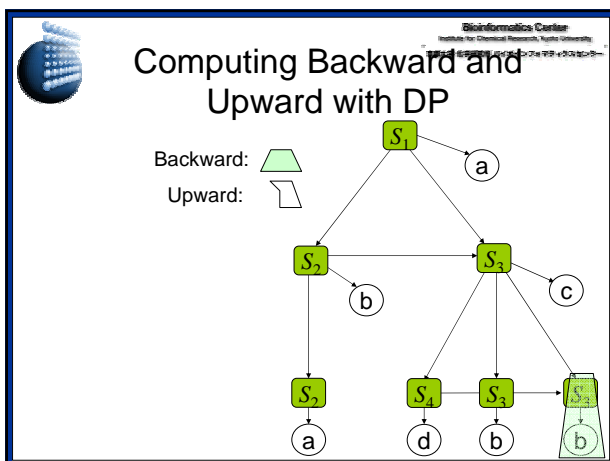 Bioinformatics Center
Institute for Chemical Research, Kyoto University
Computing Backward and
Upward with DP
Backward:
Upward:
S1
a
S2
S3
b
c
S2
S4
S3
a
d
b
b